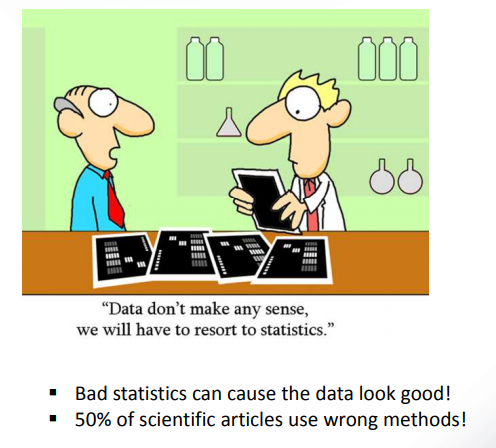 “Data don’t make any sense,
we will have to resort to statistics.”
▪ Bad statistics can cause the data look good!
▪ 50% of scientific articles use wrong methods!